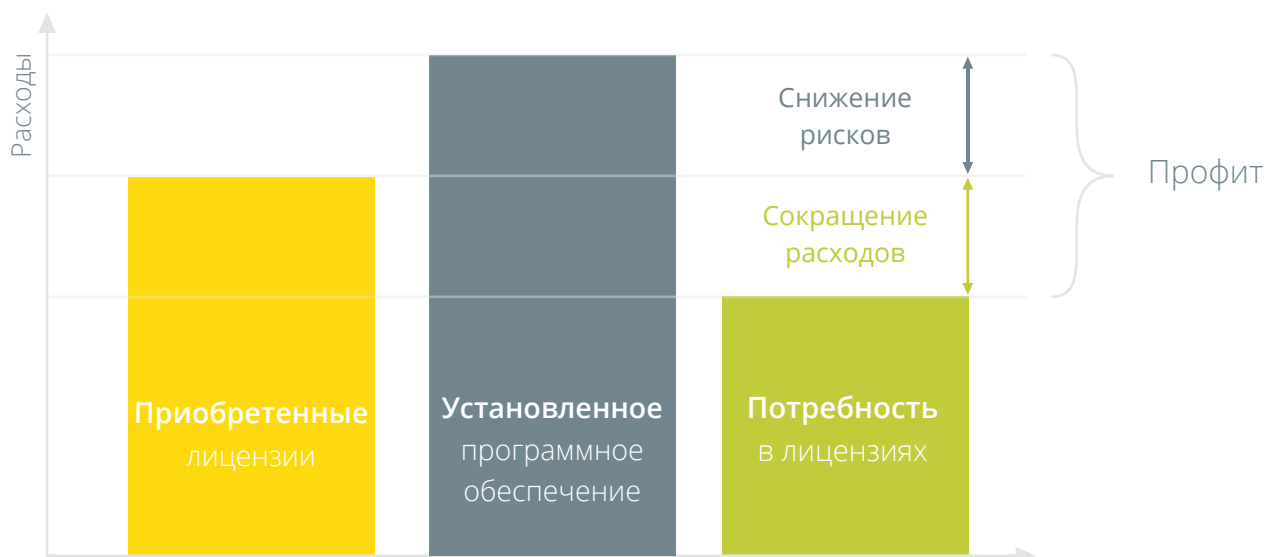 Расходы
Снижение
рисков
Профит
Сокращение
расходов
Приобретенные
лицензии
Установленное
программное
обеспечение
Потребность
в лицензиях